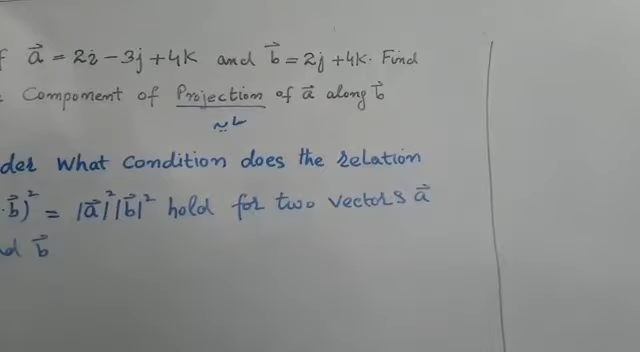 f a⃗ = 2i - 3j + 4k and b⃗ = 2j + 4k. Find
Component of Projection of a⃗ along b⃗
der what condition does the relation
.b⃗)² = |a⃗|²|b⃗|² hold for two vectors a⃗
d b⃗